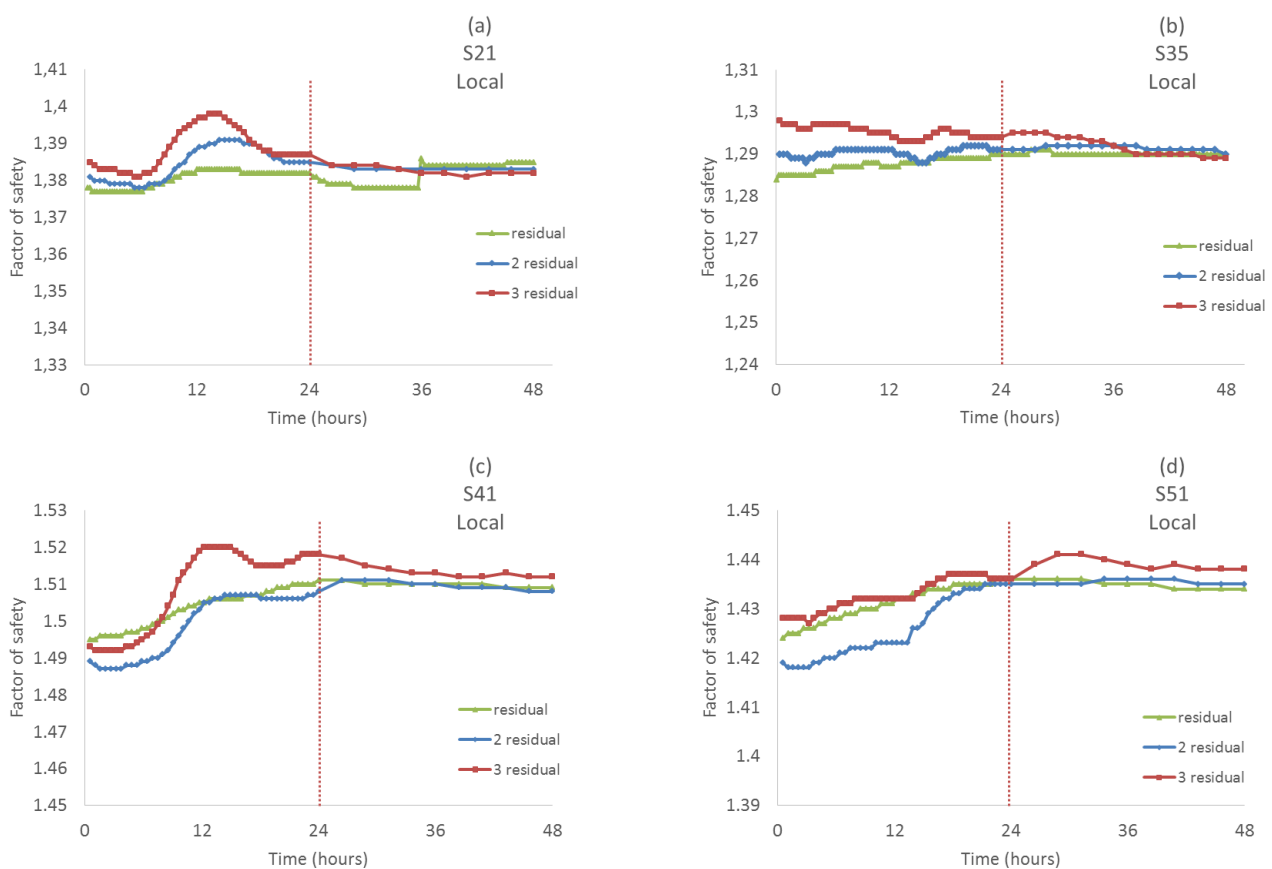 (a)
S21
Local
1,41
1,4
1,39
1,38
1,37
1,36
1,35
1,34
1,33
Factor of safety
residual
2 residual
3 residual
0 12 24 36 48
Time (hours)
(b)
S35
Local
1,31
1,3
1,29
1,28
1,27
1,26
1,25
1,24
Factor of safety
residual
2 residual
3 residual
0 12 24 36 48
Time (hours)
(c)
S41
Local
1.53
1.52
1.51
1.5
1.49
1.48
1.47
1.46
1.45
Factor of safety
residual
2 residual
3 residual
0 12 24 36 48
Time (hours)
(d)
S51
Local
1.45
1.44
1.43
1.42
1.41
1.4
1.39
Factor of safety
residual
2 residual
3 residual
0 12 24 36 48
Time (hours)